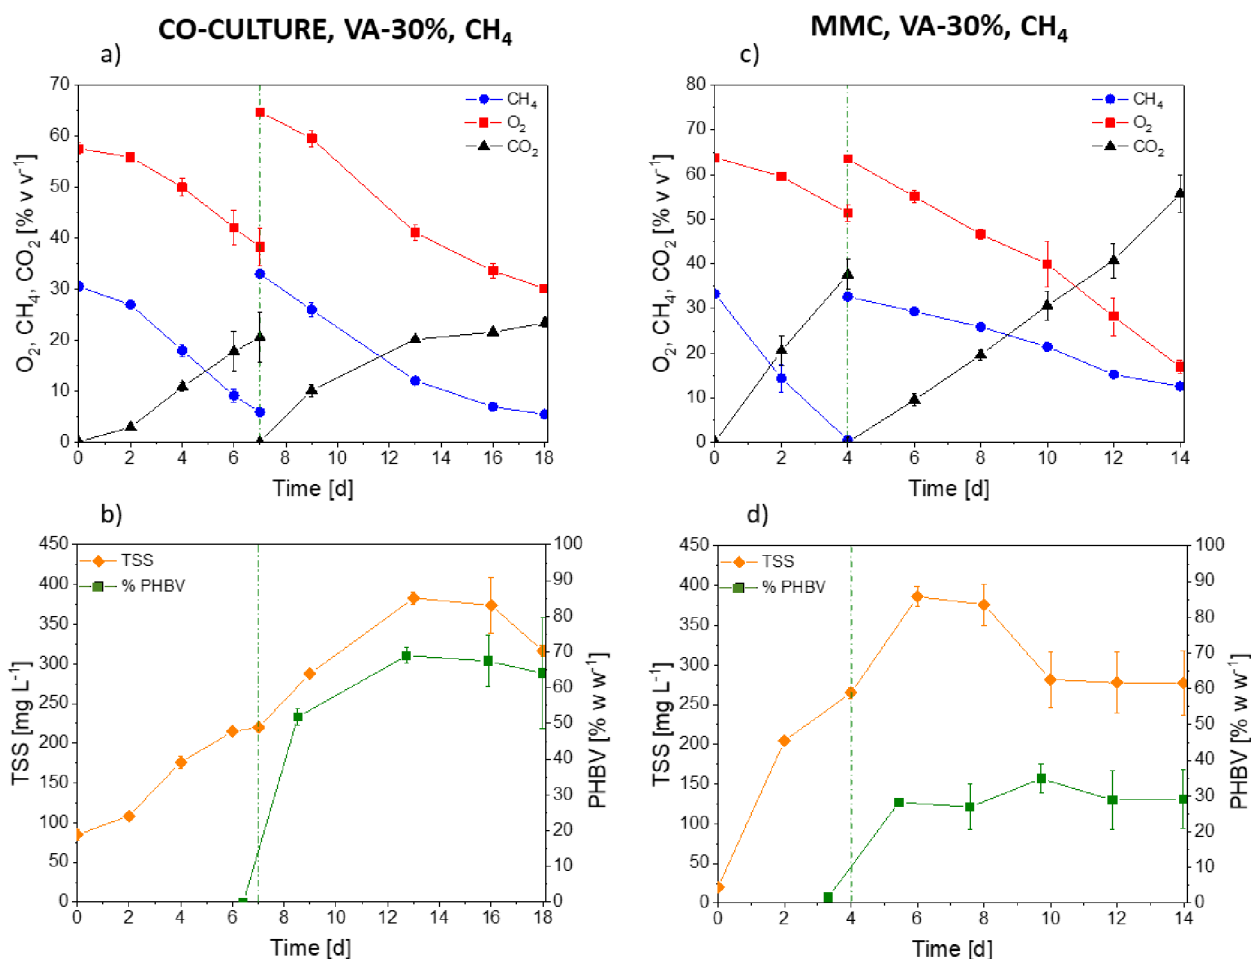 CO-CULTURE, VA-30%, CH₄
MMC, VA-30%, CH₄
a)
70
60
50
40
30
20
10
0
O₂, CH₄, CO₂ [% v v⁻¹]
CH₄
O₂
CO₂
0 2 4 6 8 10 12 14 16 18
Time [d]
c)
80
70
60
50
40
30
20
10
0
O₂, CH₄, CO₂ [% v v⁻¹]
CH₄
O₂
CO₂
0 2 4 6 8 10 12 14
Time [d]
b)
450
400
350
300
250
200
150
100
50
0
TSS [mg L⁻¹]
TSS
% PHBV
100
90
80
70
60
50
40
30
20
10
0
PHBV [% w w⁻¹]
0 2 4 6 8 10 12 14 16 18
Time [d]
d)
450
400
350
300
250
200
150
100
50
0
TSS [mg L⁻¹]
TSS
% PHBV
100
90
80
70
60
50
40
30
20
10
0
PHBV [% w w⁻¹]
0 2 4 6 8 10 12 14
Time [d]